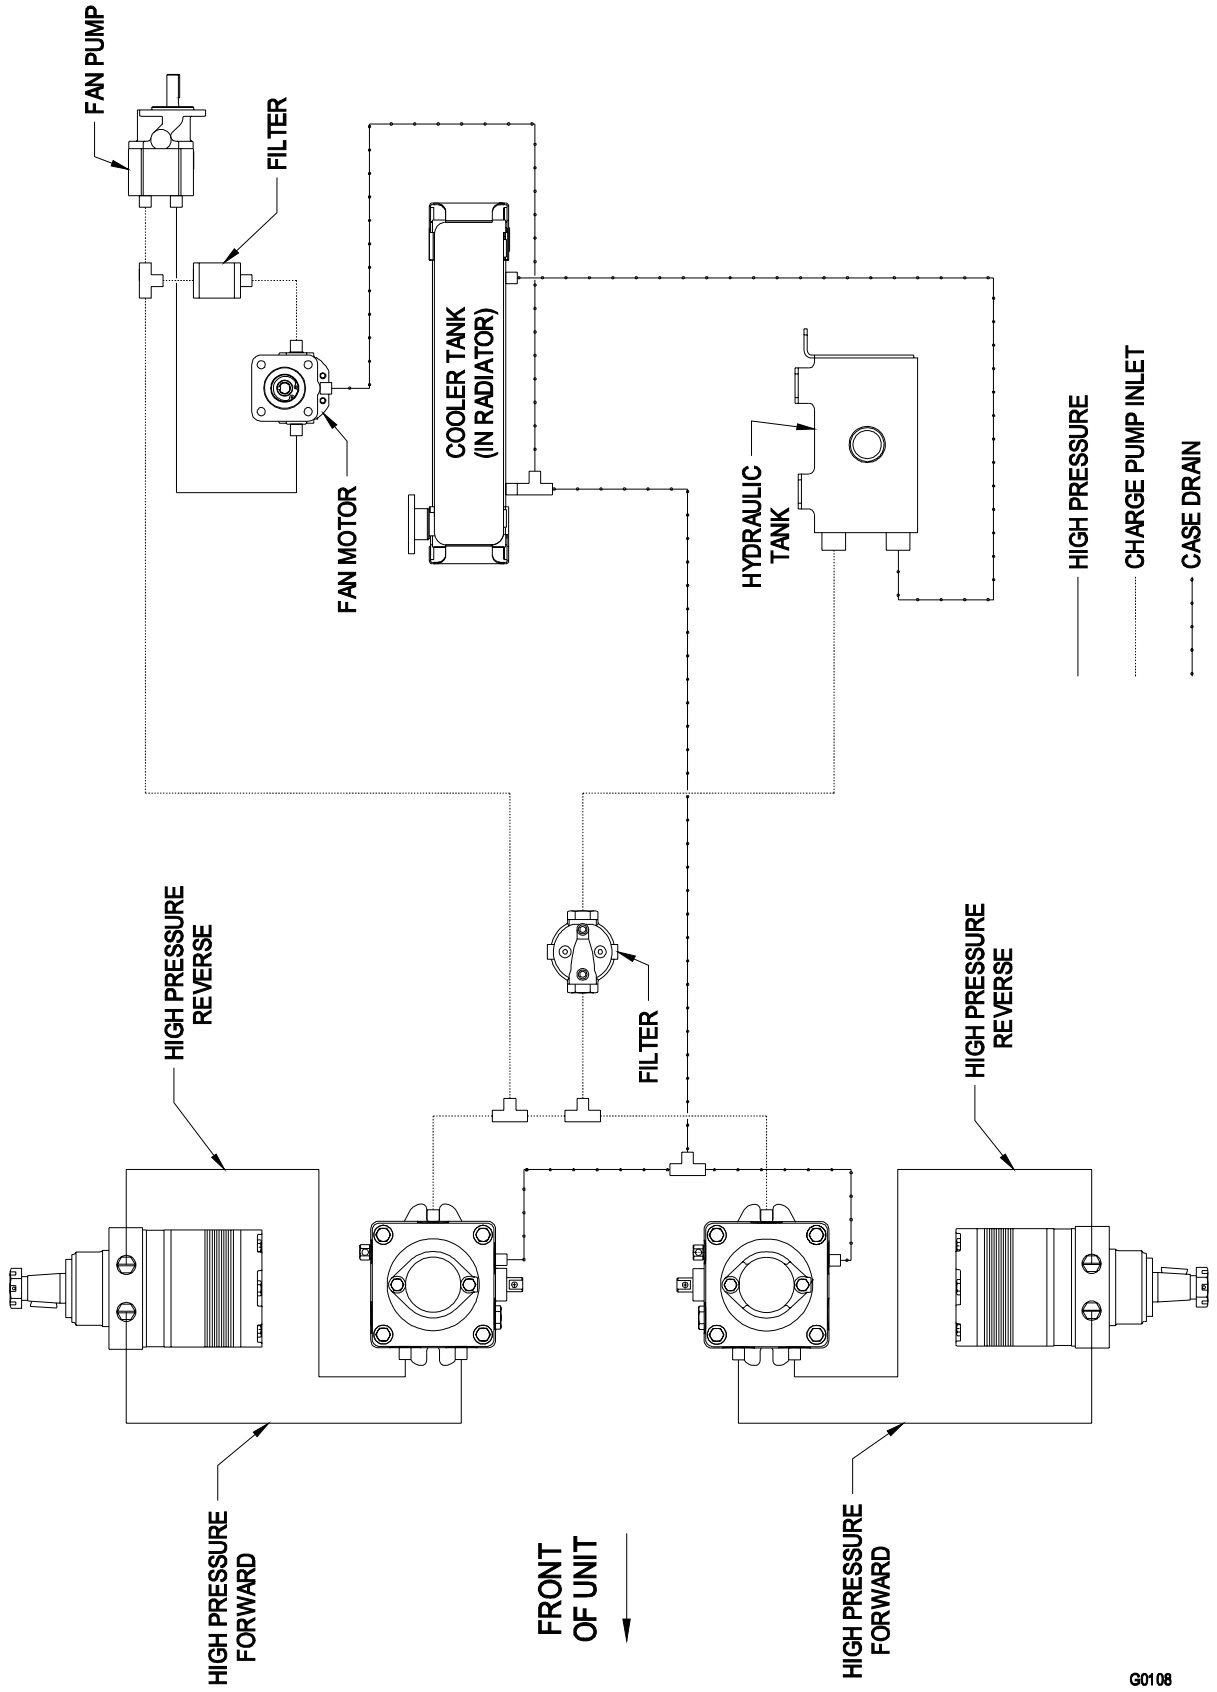 FAN PUMP
FILTER
FAN MOTOR
COOLER TANK
(IN RADIATOR)
HYDRAULIC
TANK
HIGH PRESSURE
CHARGE PUMP INLET
CASE DRAIN
HIGH PRESSURE
REVERSE
FILTER
HIGH PRESSURE
REVERSE
HIGH PRESSURE
FORWARD
FRONT
OF UNIT
HIGH PRESSURE
FORWARD
G0108